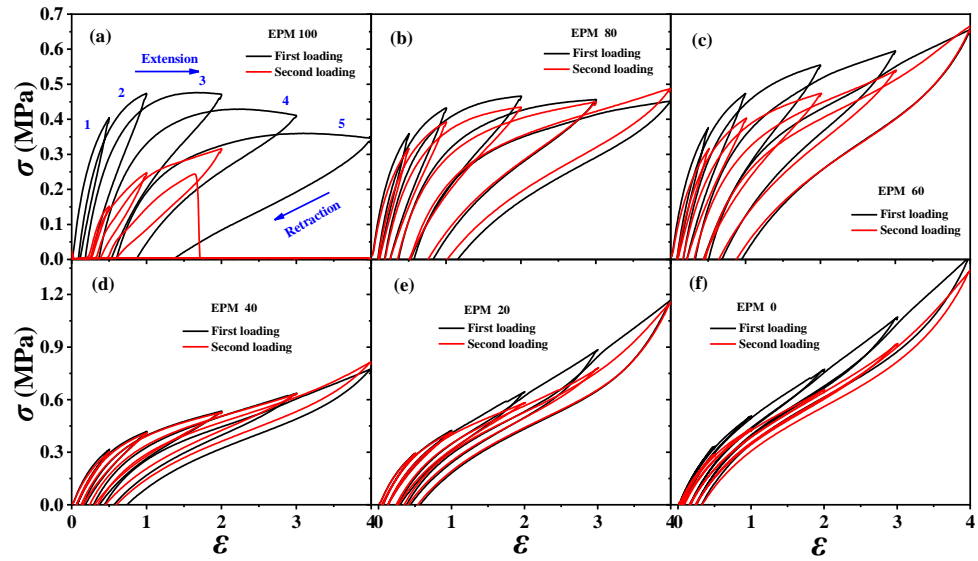 (a)
EPM 100
First loading
Second loading
Extension
1
2
3
4
5
Retraction
(b)
EPM 80
First loading
Second loading
(c)
EPM 60
First loading
Second loading
0.7
0.6
0.5
0.4
0.3
0.2
0.1
0.0
σ (MPa)
(d)
EPM 40
First loading
Second loading
(e)
EPM 20
First loading
Second loading
(f)
EPM 0
First loading
Second loading
1.2
0.9
0.6
0.3
0.0
σ (MPa)
0 1 2 3 4 0 1 2 3 4 0 1 2 3 4
ε ε ε